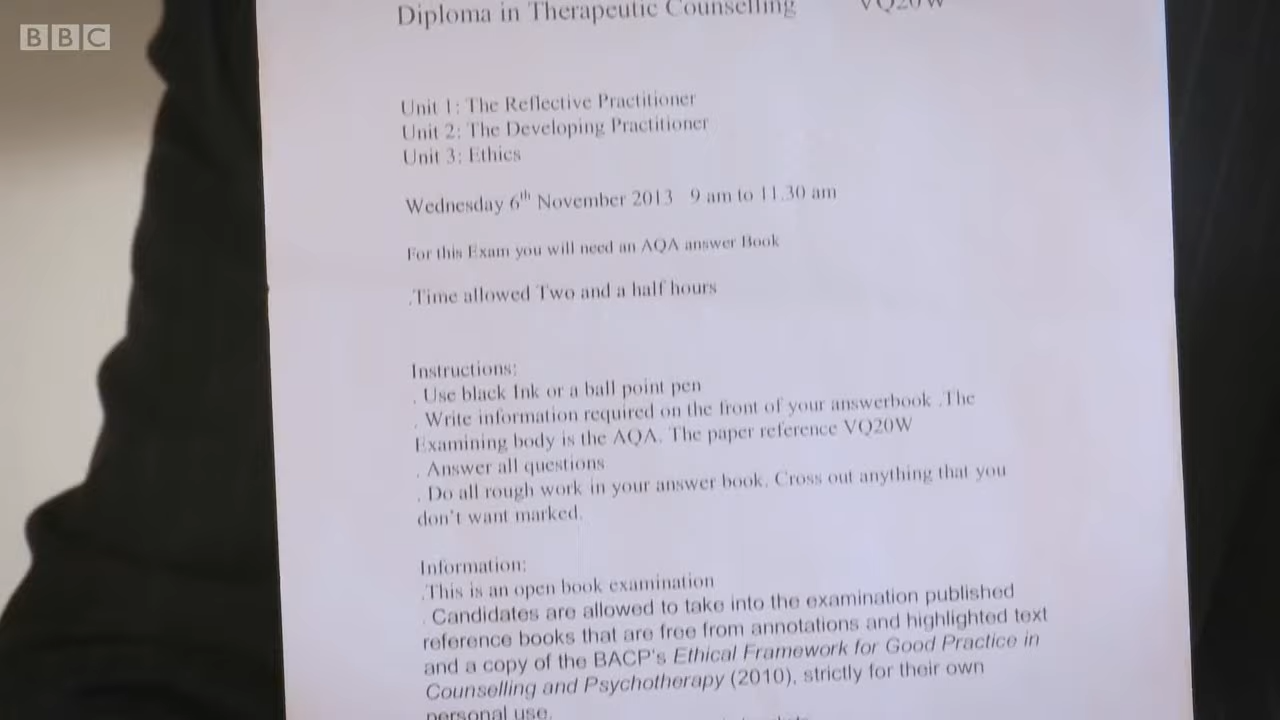 BBC
Diploma in Therapeutic Counselling VQ20W
Unit 1: The Reflective Practitioner
Unit 2: The Developing Practitioner
Unit 3: Ethics
Wednesday 6th November 2013 9 am to 11.30 am
For this Exam you will need an AQA answer Book
.Time allowed Two and a half hours
Instructions:
. Use black Ink or a ball point pen
. Write information required on the front of your answerbook .The
Examining body is the AQA. The paper reference VQ20W
. Answer all questions
. Do all rough work in your answer book. Cross out anything that you
don't want marked.
Information:
.This is an open book examination
. Candidates are allowed to take into the examination published
reference books that are free from annotations and highlighted text
and a copy of the BACP's Ethical Framework for Good Practice in
Counselling and Psychotherapy (2010), strictly for their own
personal use.